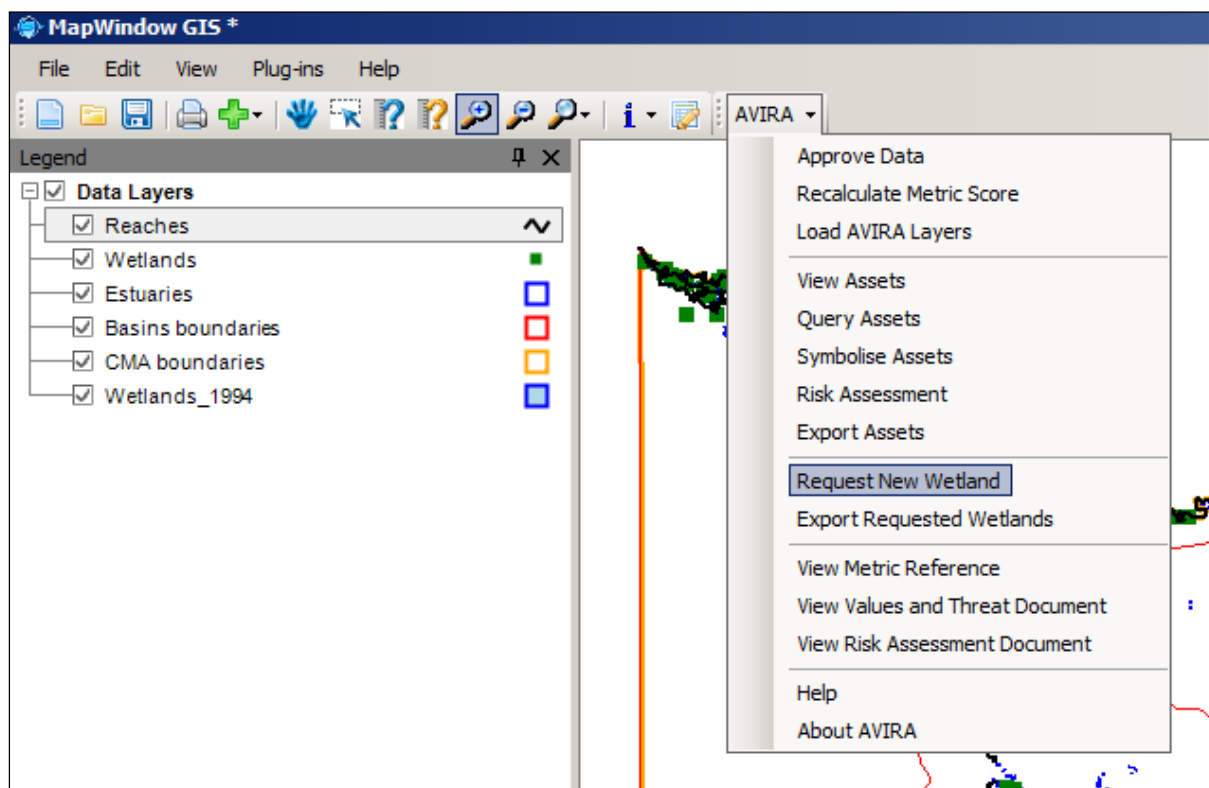 MapWindow GIS *
File Edit View Plug-ins Help
AVIRA
Legend
Data Layers
Reaches
Wetlands
Estuaries
Basins boundaries
CMA boundaries
Wetlands_1994
Approve Data
Recalculate Metric Score
Load AVIRA Layers
View Assets
Query Assets
Symbolise Assets
Risk Assessment
Export Assets
Request New Wetland
Export Requested Wetlands
View Metric Reference
View Values and Threat Document
View Risk Assessment Document
Help
About AVIRA